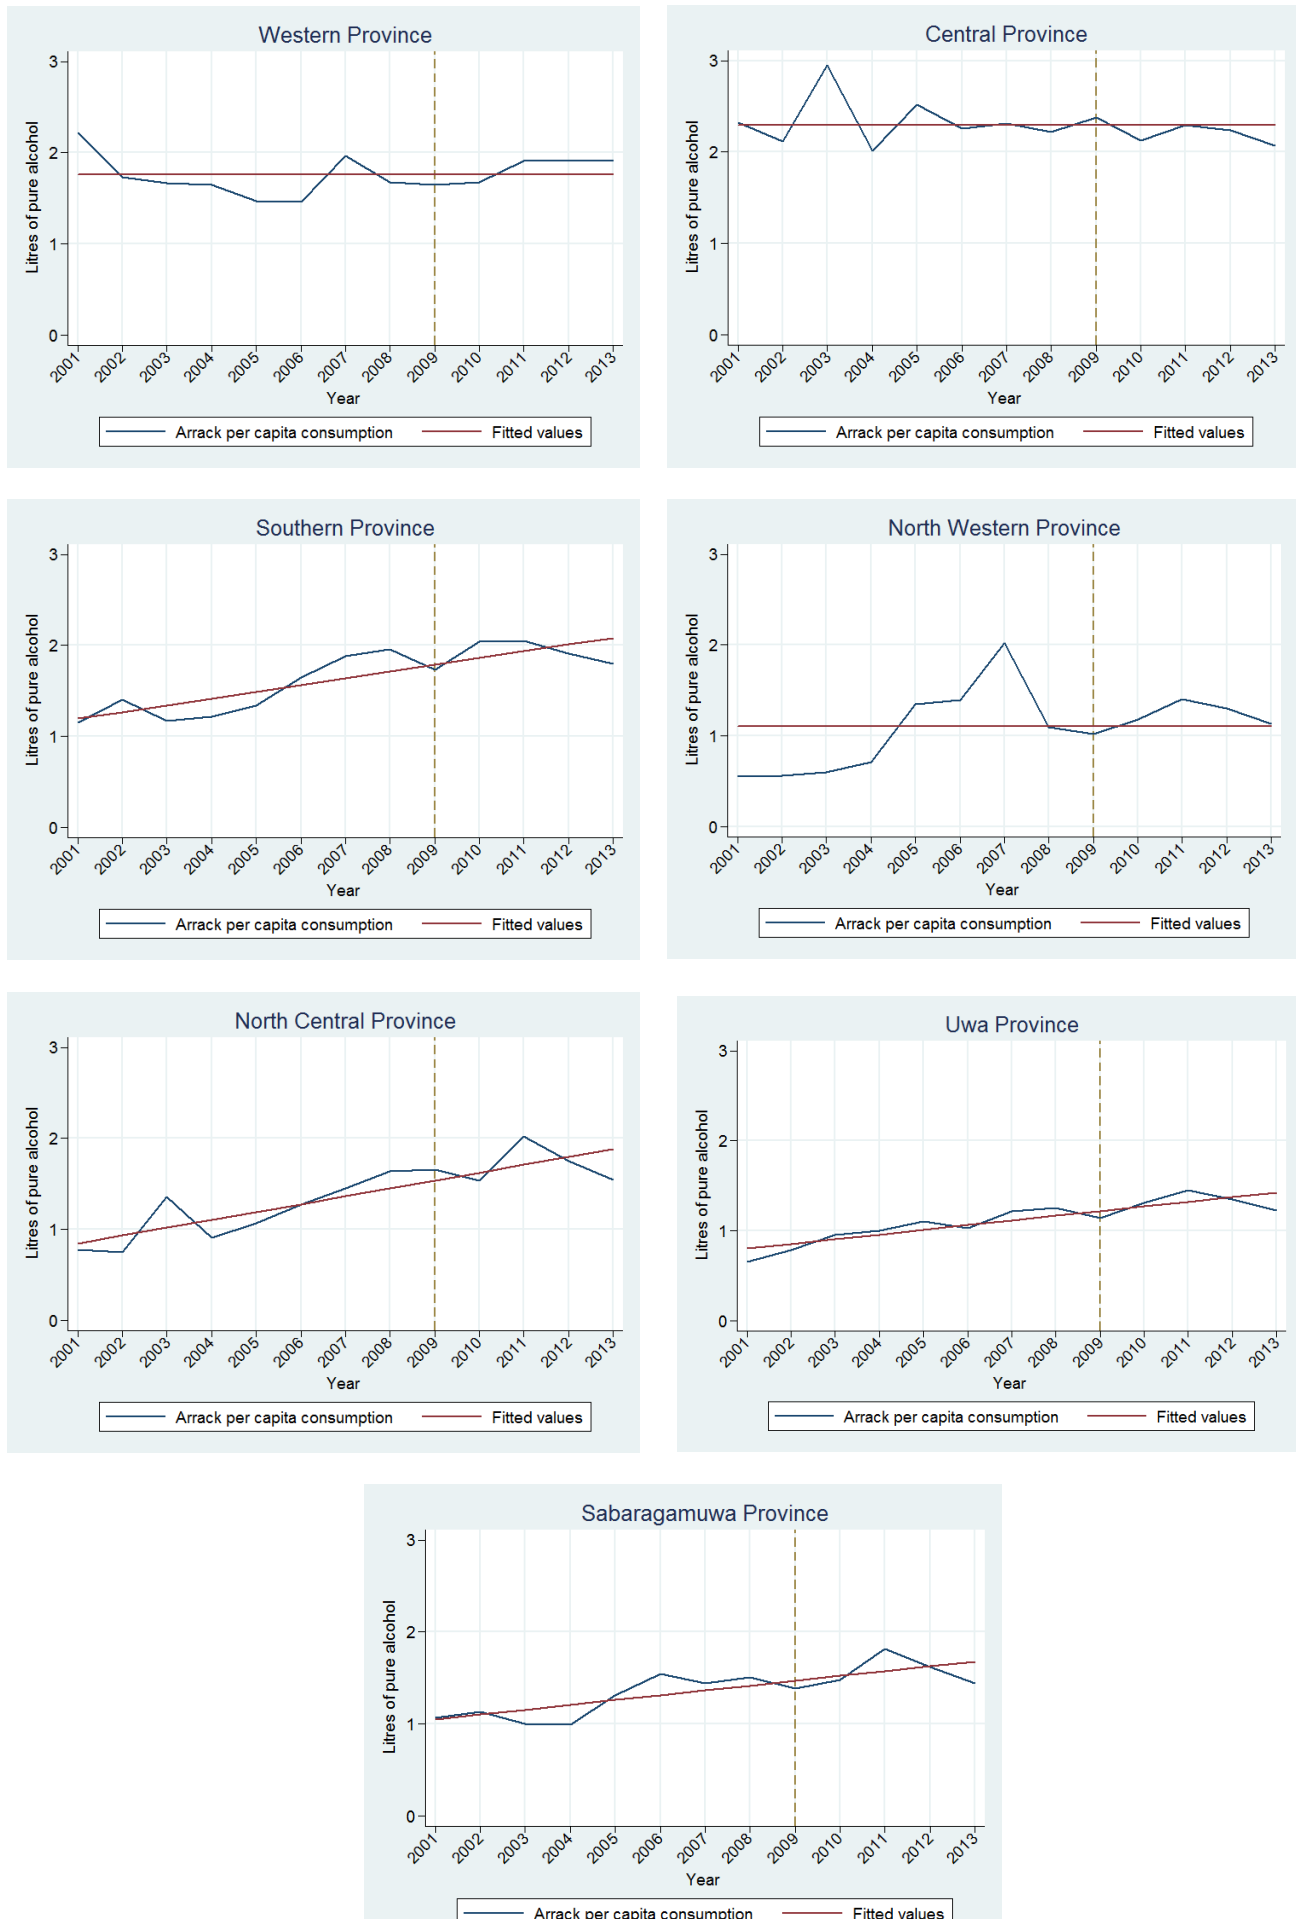 Western Province
Litres of pure alcohol
3
2
1
0
2001 2002 2003 2004 2005 2006 2007 2008 2009 2010 2011 2012 2013
Year
Arrack per capita consumption Fitted values
Central Province
Litres of pure alcohol
3
2
1
0
2001 2002 2003 2004 2005 2006 2007 2008 2009 2010 2011 2012 2013
Year
Arrack per capita consumption Fitted values
Southern Province
Litres of pure alcohol
3
2
1
0
2001 2002 2003 2004 2005 2006 2007 2008 2009 2010 2011 2012 2013
Year
Arrack per capita consumption Fitted values
North Western Province
Litres of pure alcohol
3
2
1
0
2001 2002 2003 2004 2005 2006 2007 2008 2009 2010 2011 2012 2013
Year
Arrack per capita consumption Fitted values
North Central Province
Litres of pure alcohol
3
2
1
0
2001 2002 2003 2004 2005 2006 2007 2008 2009 2010 2011 2012 2013
Year
Arrack per capita consumption Fitted values
Uwa Province
Litres of pure alcohol
3
2
1
0
2001 2002 2003 2004 2005 2006 2007 2008 2009 2010 2011 2012 2013
Year
Arrack per capita consumption Fitted values
Sabaragamuwa Province
Litres of pure alcohol
3
2
1
0
2001 2002 2003 2004 2005 2006 2007 2008 2009 2010 2011 2012 2013
Year
Arrack per capita consumption Fitted values